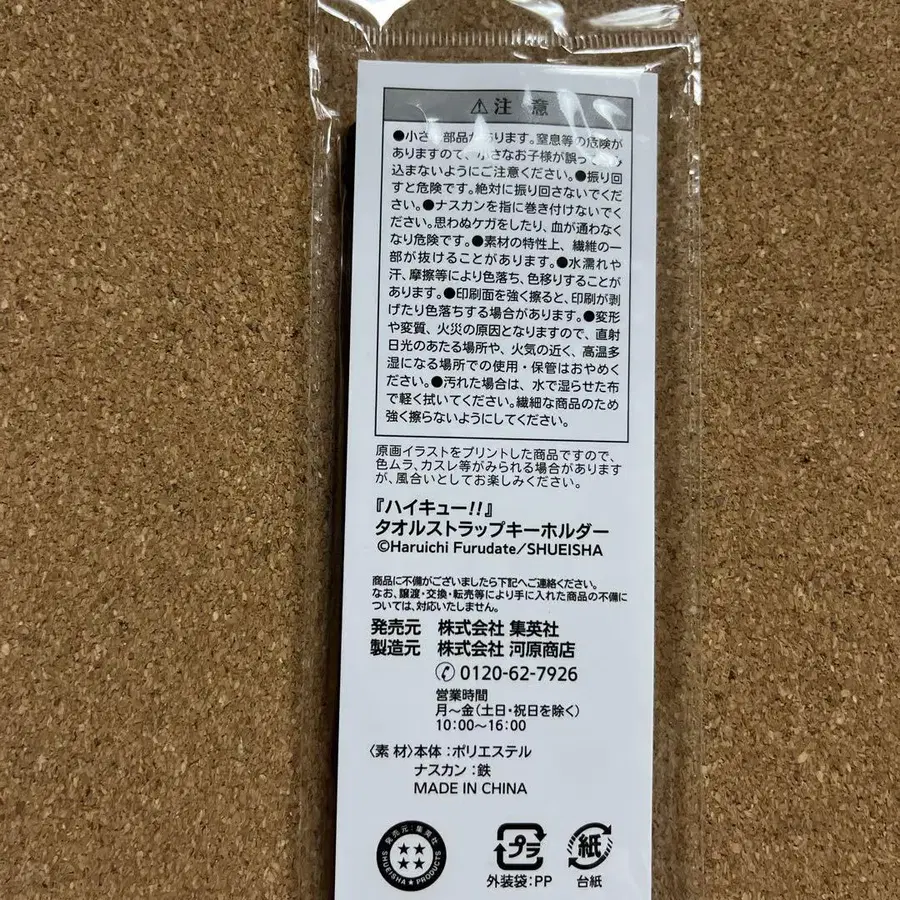 ⚠注 意
●小さ 部品が あります。窒息等の危険が
ありますので、小さなお子様が誤って
込まないようにご注意ください。●振り回
すと危険です。絶対に振り回さないでくだ
さい。●ナスカンを指に巻き付けないでく
ださい。思わぬケガをしたり、血が通わなく
なり危険です。●素材の特性上、繊維の一
部が抜けることがあります。●水濡れや
汗、摩擦等により色落ち、色移りすることが
あります。●印刷面を強く擦ると、印刷が剥
げたり色落ちする場合があります。●変形
や変質、火災の原因となりますので、直射
日光のあたる場所や、火気の近く、高温多
湿になる場所での使用・保管はおやめく
ださい。●汚れた場合は、水で湿らせた布
で軽く拭いてください。繊細な商品のため
強く擦らないようにしてください。
原画イラストをプリントした商品ですので、
色ムラ、カスレ等がみられる場合があります
が、風合いとしてお楽しみください。
『ハイキュー!!』
タオルストラップキーホルダー
©Haruichi Furudate/SHUEISHA
商品に不備がございましたら下記へご連絡ください。
なお、譲渡・交換・転売等により手に入れた商品の不備に
ついては、対応いたしません。
発売元 株式会社 集英社
製造元 株式会社 河原商店
0120-62-7926
営業時間
月〜金(土日・祝日を除く)
10:00〜16:00
〈素 材〉本体:ポリエステル
ナスカン:鉄
MADE IN CHINA
発売元:集英社
SHUEISHA★PRODUCTS
プラ
外装袋:PP
紙
台紙